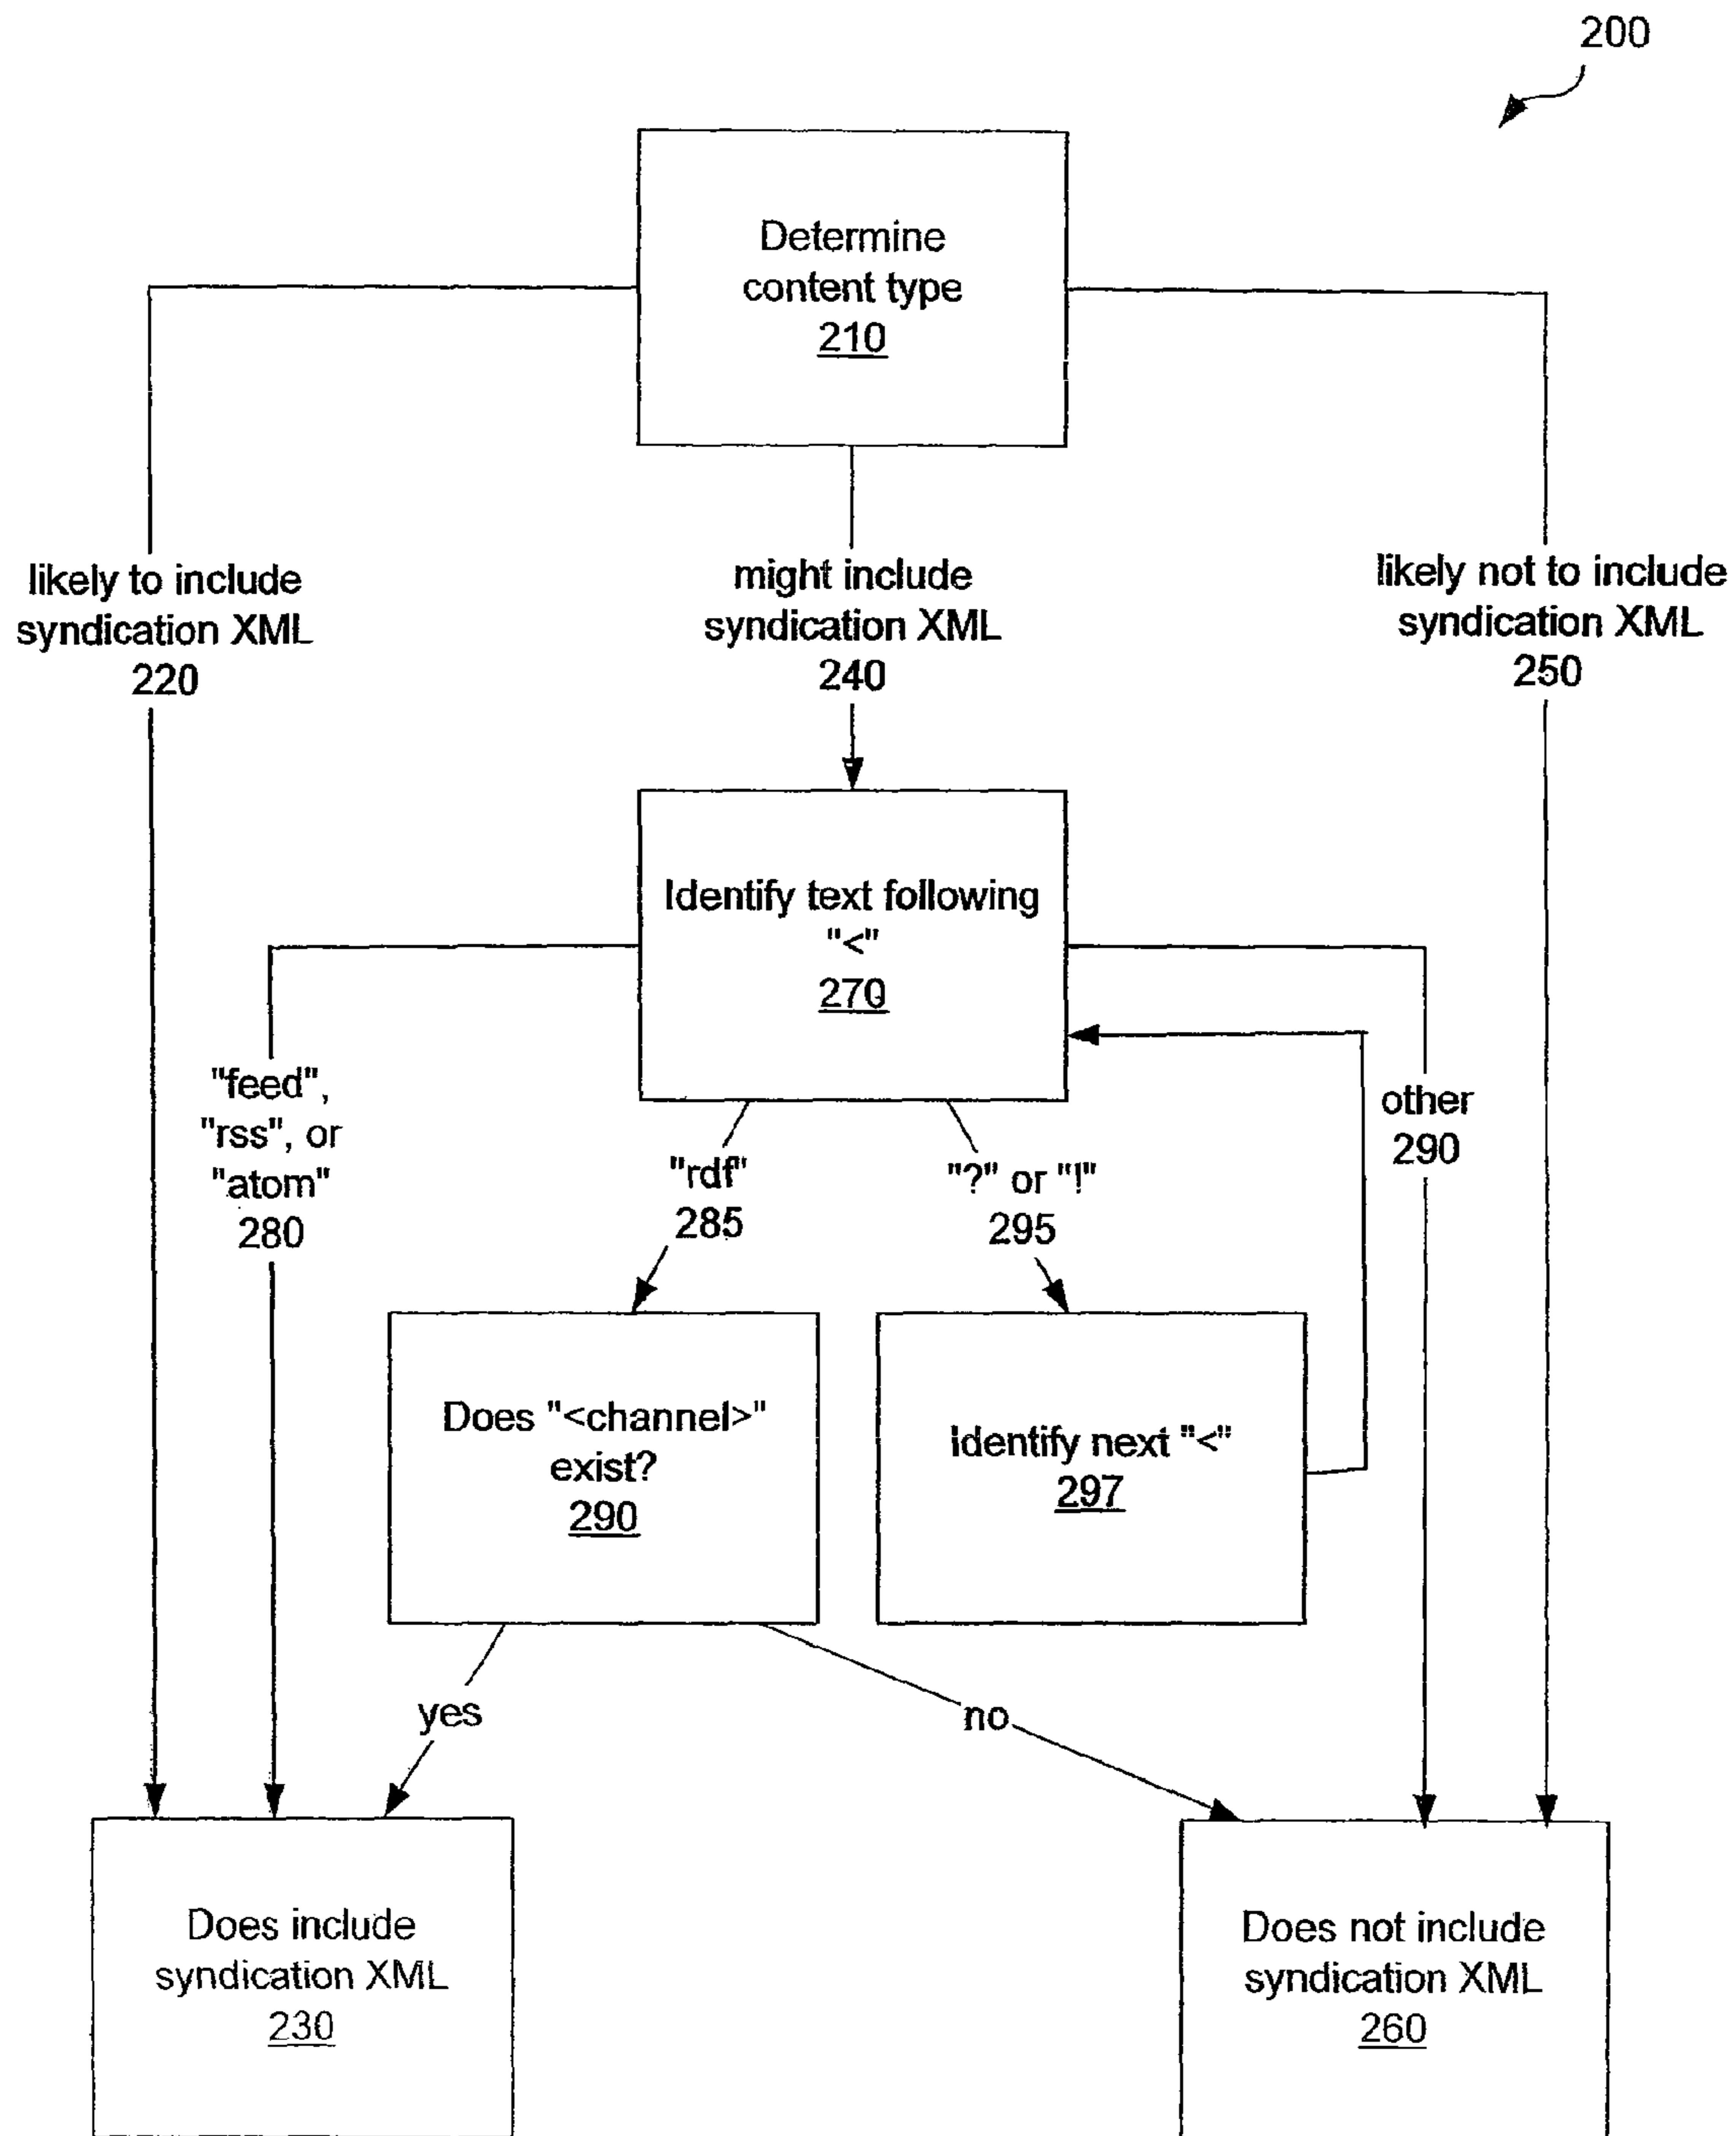 200
Determine
content type
210
likely to include
syndication XML
220
might include
syndication XML
240
likely not to include
syndication XML
250
Identify text following
"<"
270
"feed",
"rss", or
"atom"
280
"rdf"
285
"?" or "!"
295
other
290
Does "<channel>"
exist?
290
Identify next "<"
297
yes
no
Does include
syndication XML
230
Does not include
syndication XML
260